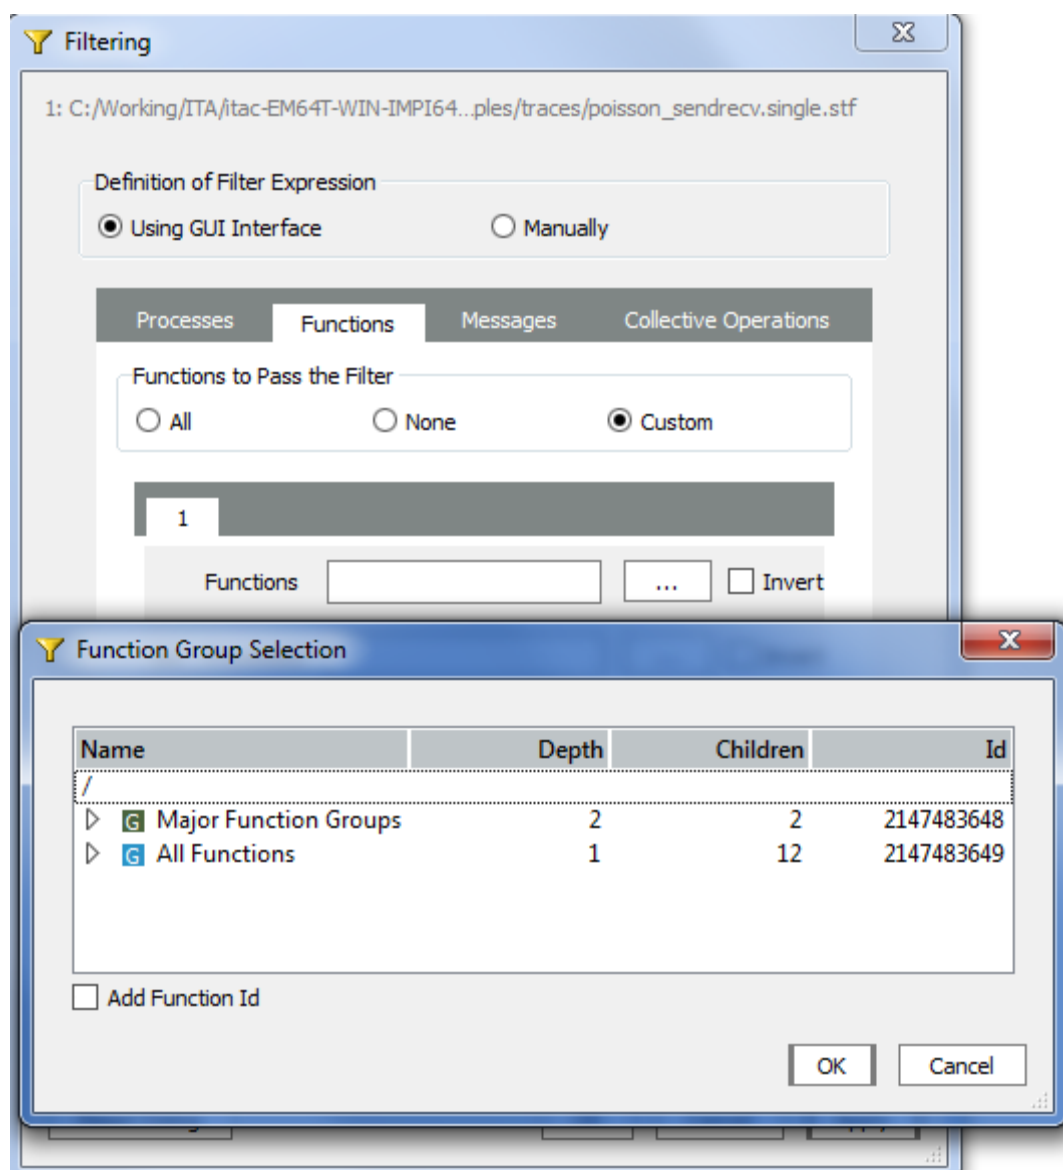 Filtering
1: C:/Working/ITA/itac-EM64T-WIN-IMPI64...ples/traces/poisson_sendrecv.single.stf
Definition of Filter Expression
Using GUI Interface Manually
Processes Functions Messages Collective Operations
Functions to Pass the Filter
All None Custom
1
Functions ... Invert
Function Group Selection
Name Depth Children Id
/
G Major Function Groups 2 2 2147483648
G All Functions 1 12 2147483649
Add Function Id
OK Cancel